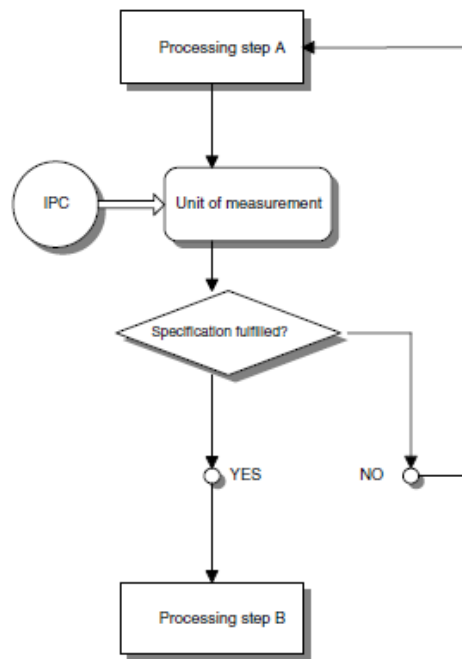 Processing step A
IPC
Unit of measurement
Specification fulfilled?
YES
NO
Processing step B